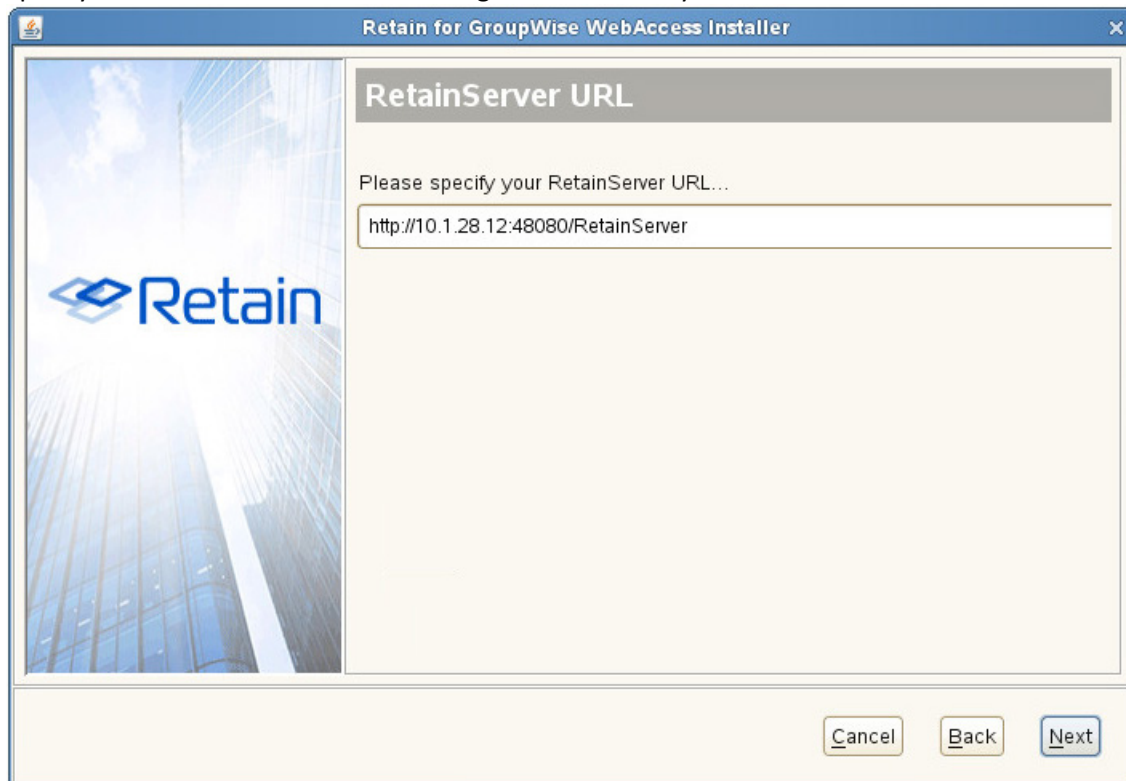 Retain for GroupWise WebAccess Installer
RetainServer URL
Please specify your RetainServer URL...
http://10.1.28.12:48080/RetainServer
Retain
Cancel
Back
Next